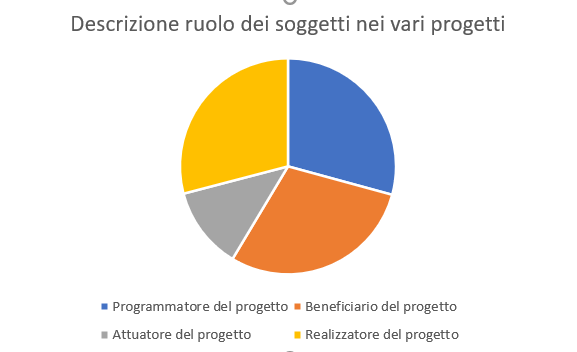 Descrizione ruolo dei soggetti nei vari progetti
Programmatore del progetto Beneficiario del progetto
Attuatore del progetto Realizzatore del progetto